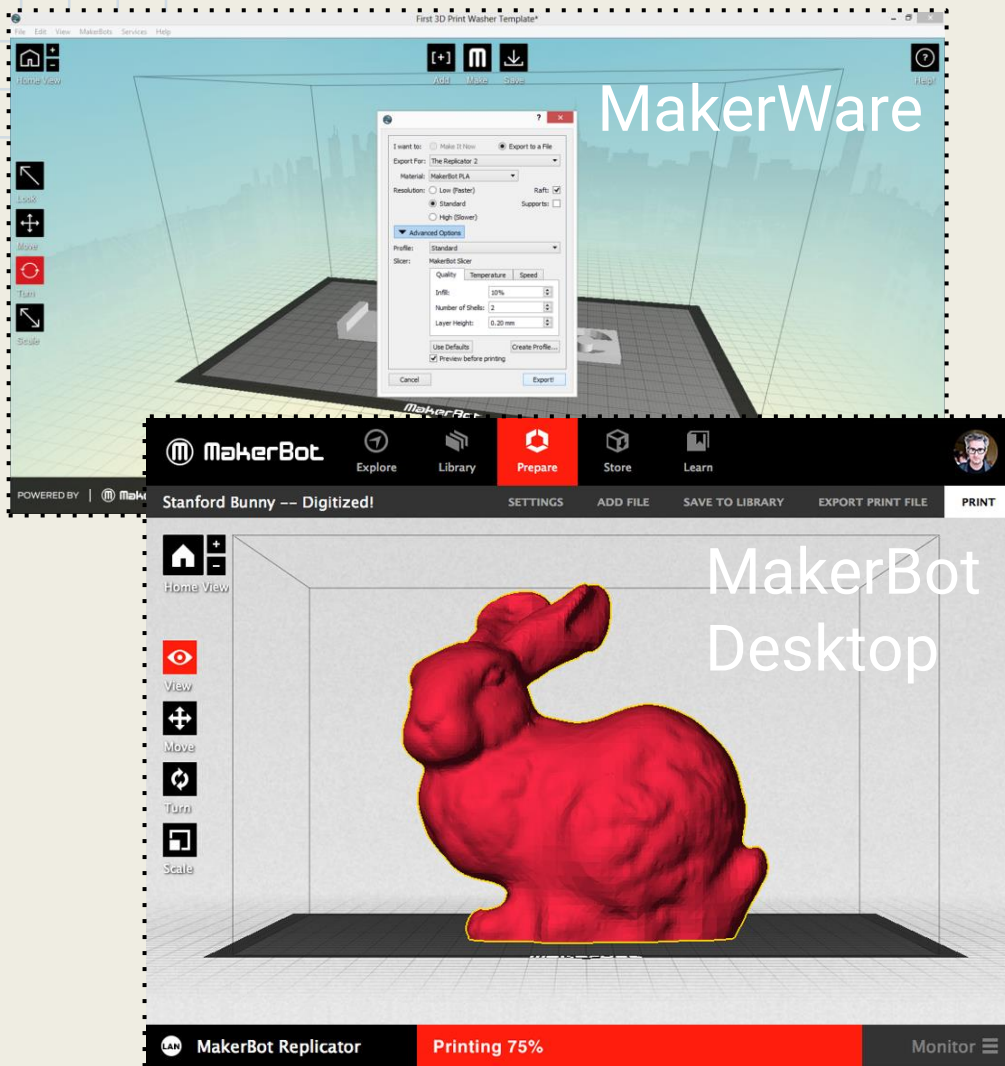 First 3D Print Washer Template*
File Edit View MakerBots Services Help
Home View
+
-
[+] M
Add Make Save
?
Help!
MakerWare
Look
Move
Turn
Scale
? ×
I want to: Make It Now Export to a File
Export For: The Replicator 2
Material: MakerBot PLA
Resolution: Low (Faster) Raft:
Standard Supports:
High (Slower)
Advanced Options
Profile: Standard
Slicer: MakerBot Slicer
Quality Temperature Speed
Infill: 10%
Number of Shells: 2
Layer Height: 0.20 mm
Use Defaults Create Profile...
Preview before printing
Cancel Export!
MakerBot
POWERED BY | M Mak
M MakerBot
Explore Library Prepare Store Learn
Stanford Bunny -- Digitized! SETTINGS ADD FILE SAVE TO LIBRARY EXPORT PRINT FILE PRINT
+
-
Home View
MakerBot
Desktop
View
Move
Turn
Scale
LAN MakerBot Replicator Printing 75% Monitor